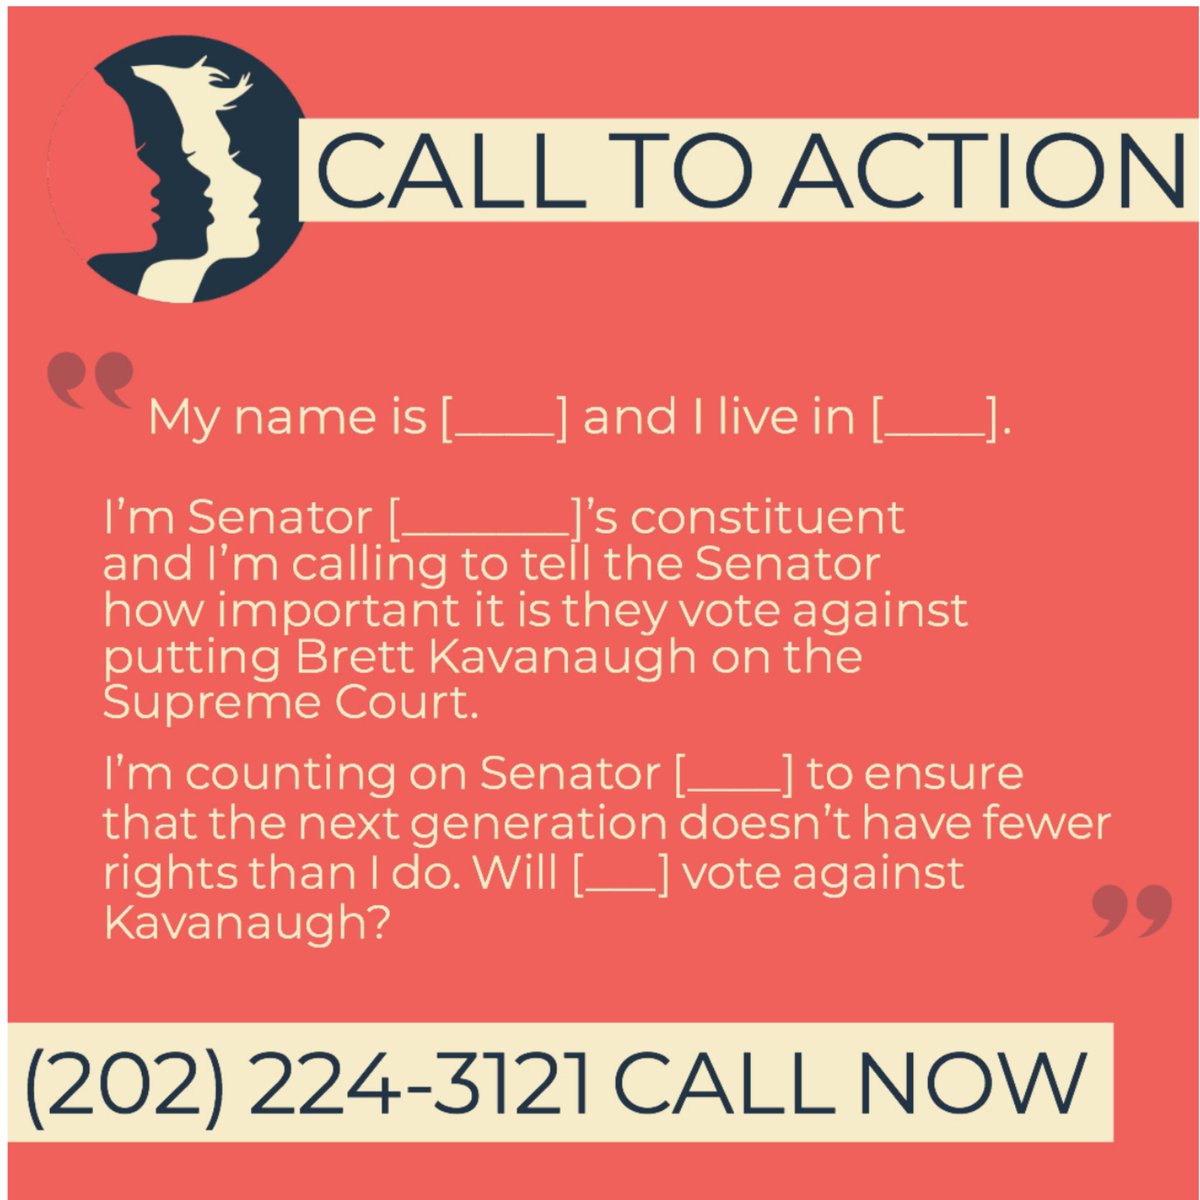 CALL TO ACTION
“
My name is [____] and I live in [____].
I’m Senator [_______]’s constituent
and I’m calling to tell the Senator
how important it is they vote against
putting Brett Kavanaugh on the
Supreme Court.
I’m counting on Senator [____] to ensure
that the next generation doesn’t have fewer
rights than I do. Will [___] vote against
Kavanaugh?
”
(202) 224-3121 CALL NOW